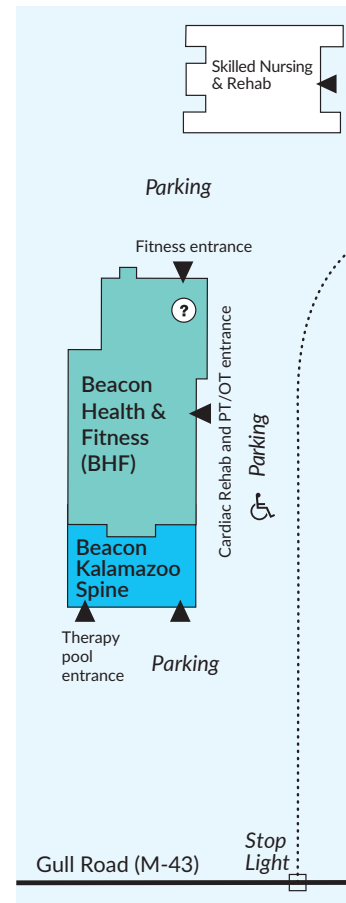 Skilled Nursing
& Rehab
Parking
Fitness entrance
?
Beacon
Health &
Fitness
(BHF)
Cardiac Rehab and PT/OT entrance
Parking
Beacon
Kalamazoo
Spine
Therapy
pool
entrance
Parking
Stop
Light
Gull Road (M-43)